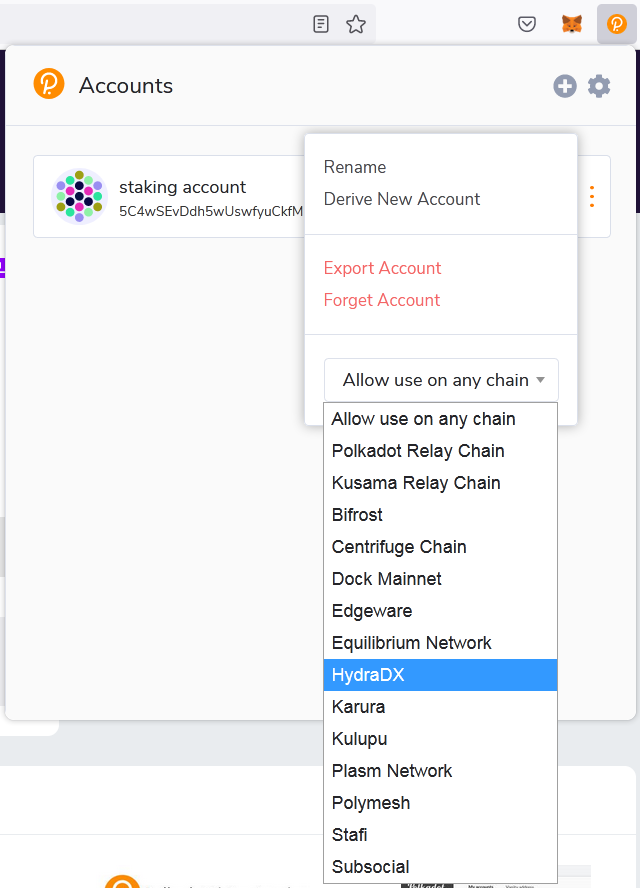 Accounts
staking account
5C4wSEvDdh5wUswfyuCkfM
Rename
Derive New Account
Export Account
Forget Account
Allow use on any chain
Allow use on any chain
Polkadot Relay Chain
Kusama Relay Chain
Bifrost
Centrifuge Chain
Dock Mainnet
Edgeware
Equilibrium Network
HydraDX
Karura
Kulupu
Plasm Network
Polymesh
Stafi
Subsocial